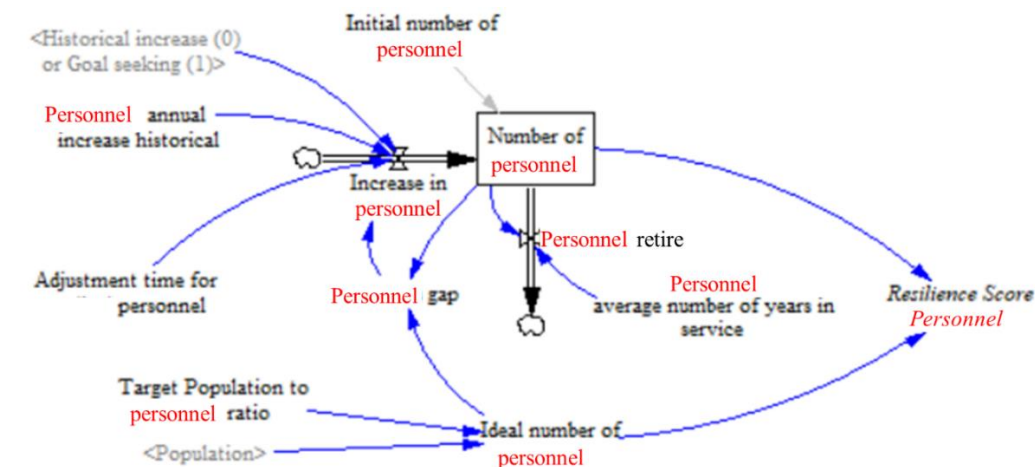 Initial number of
personnel
<Historical increase (0)
or Goal seeking (1)>
Personnel annual
increase historical
Number of
personnel
Increase in
personnel
Personnel retire
Adjustment time for
personnel
Personnel gap
Personnel
average number of years in
service
Resilience Score
Personnel
Target Population to
personnel ratio
<Population>
Ideal number of
personnel